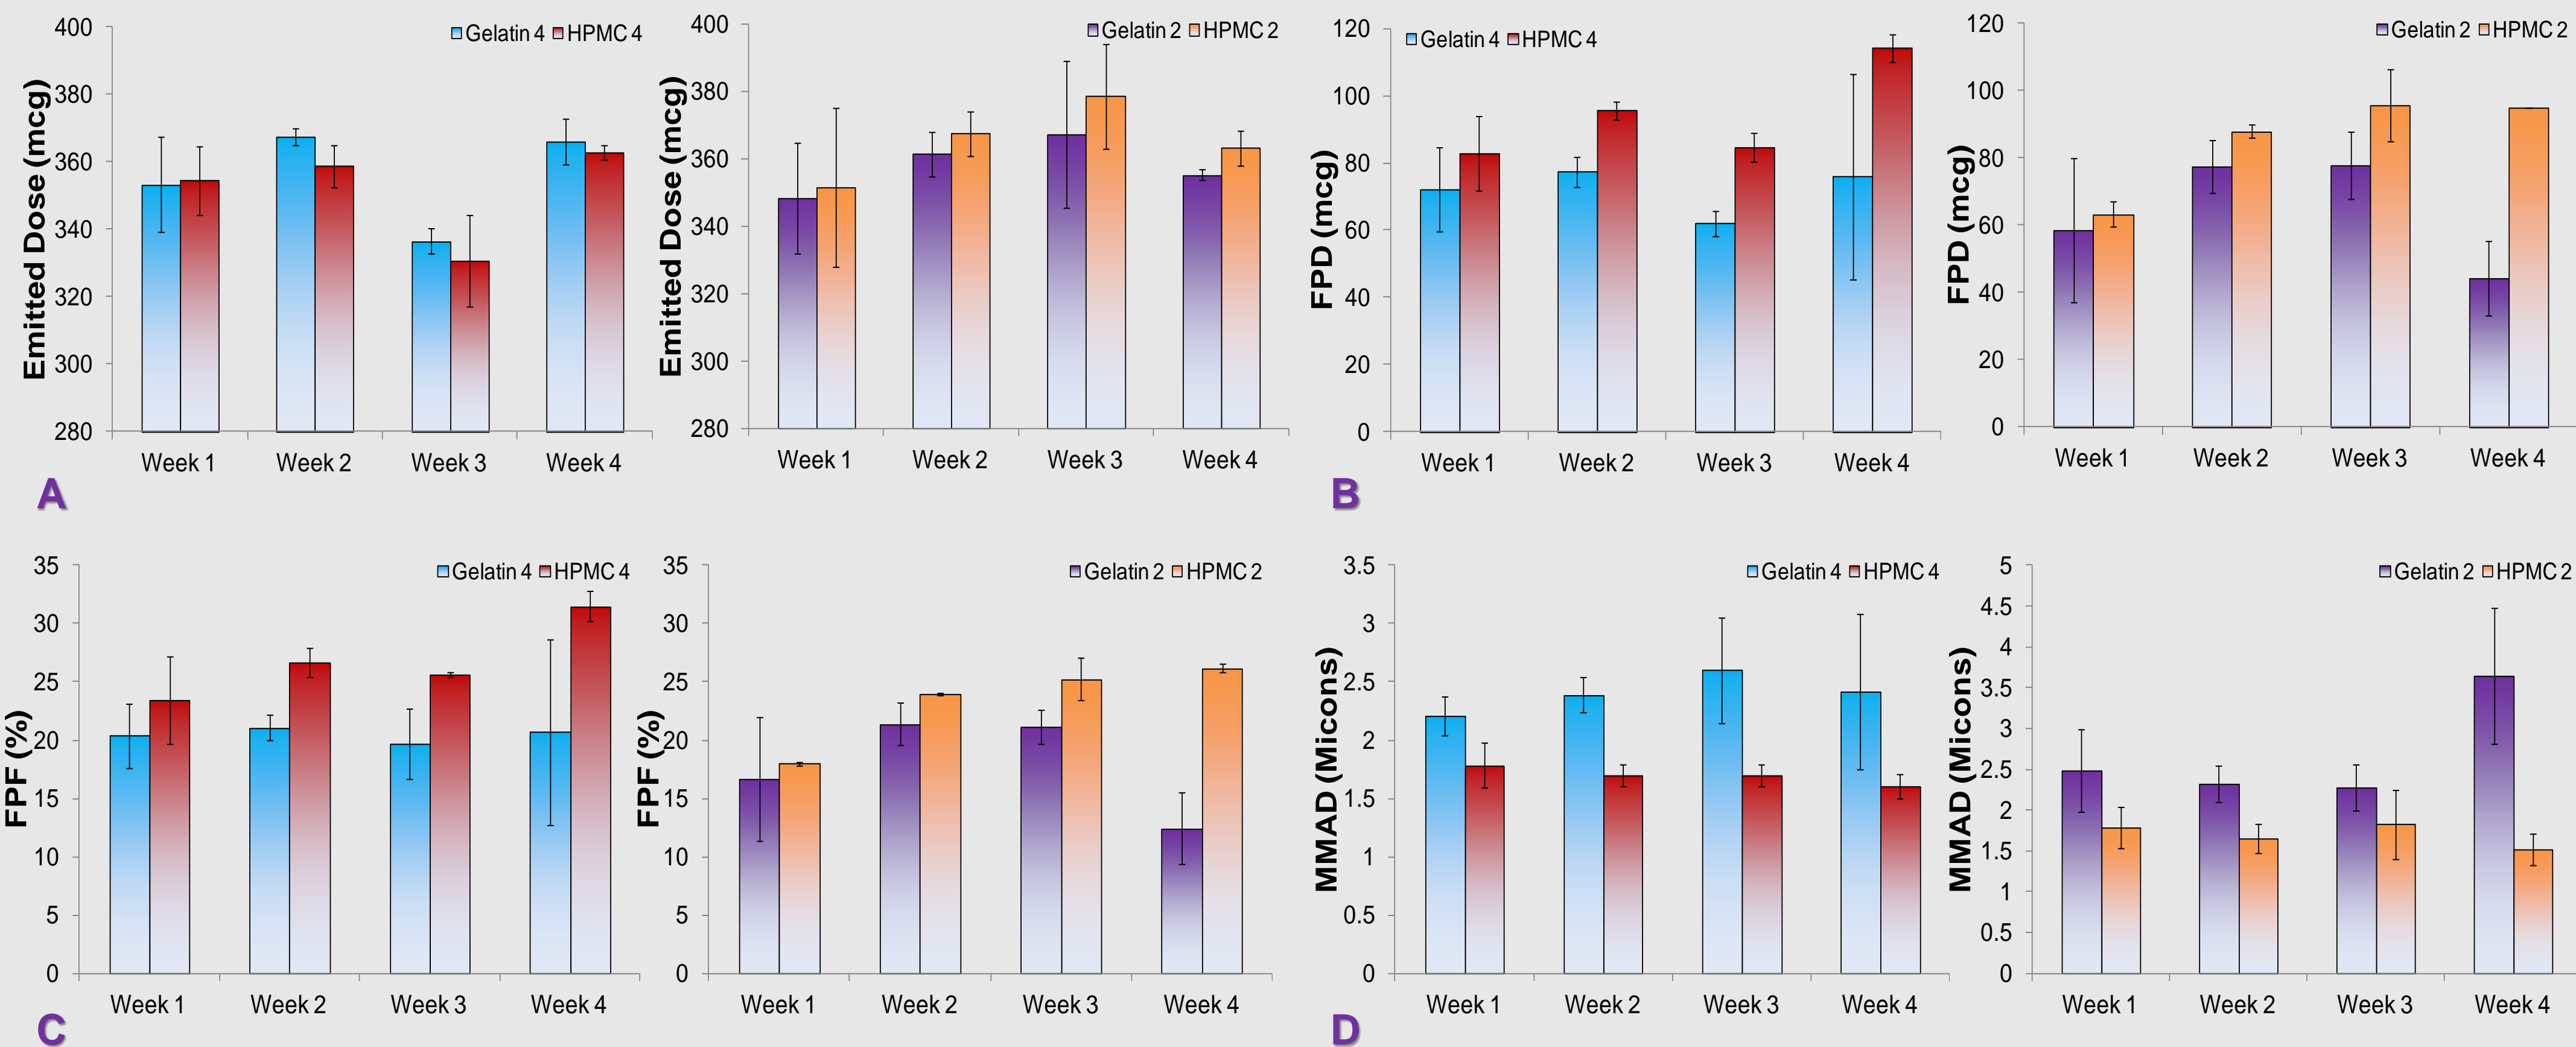 Gelatin 4 HPMC 4
Emitted Dose (mcg)
400
380
360
340
320
300
280
Week 1 Week 2 Week 3 Week 4
A
Gelatin 2 HPMC 2
Emitted Dose (mcg)
400
380
360
340
320
300
280
Week 1 Week 2 Week 3 Week 4
Gelatin 4 HPMC 4
FPD (mcg)
120
100
80
60
40
20
0
Week 1 Week 2 Week 3 Week 4
B
Gelatin 2 HPMC 2
FPD (mcg)
120
100
80
60
40
20
0
Week 1 Week 2 Week 3 Week 4
Gelatin 4 HPMC 4
FPF (%)
35
30
25
20
15
10
5
0
Week 1 Week 2 Week 3 Week 4
C
Gelatin 2 HPMC 2
FPF (%)
35
30
25
20
15
10
5
0
Week 1 Week 2 Week 3 Week 4
Gelatin 4 HPMC 4
MMAD (Micons)
3.5
3
2.5
2
1.5
1
0.5
0
Week 1 Week 2 Week 3 Week 4
D
Gelatin 2 HPMC 2
MMAD (Micons)
5
4.5
4
3.5
3
2.5
2
1.5
1
0.5
0
Week 1 Week 2 Week 3 Week 4